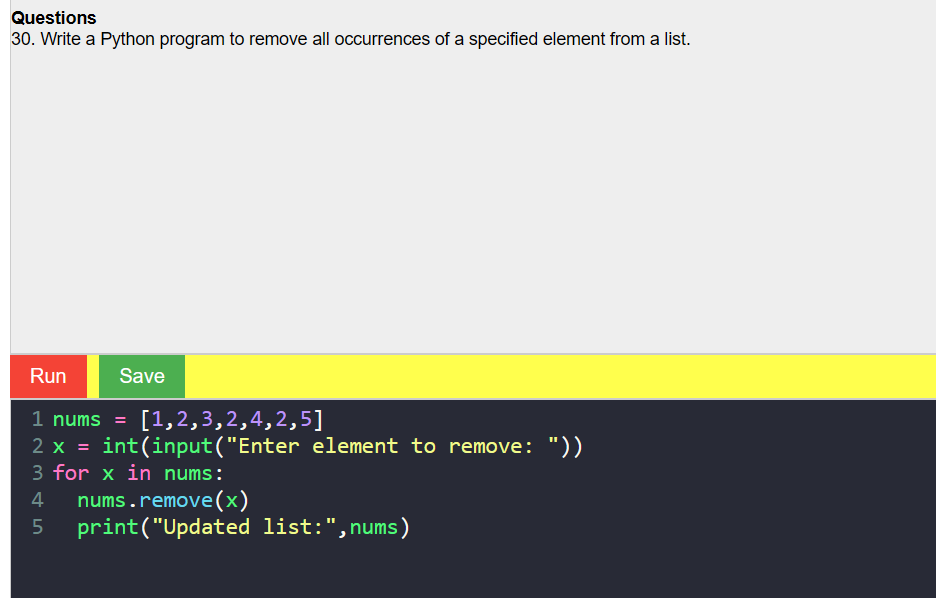 Questions
30. Write a Python program to remove all occurrences of a specified element from a list.
Run Save
1 nums = [1,2,3,2,4,2,5]
2 x = int(input("Enter element to remove: "))
3 for x in nums:
4   nums.remove(x)
5   print("Updated list:",nums)